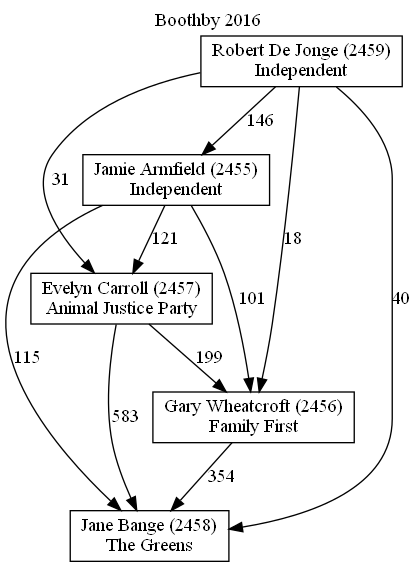 Boothby 2016
Robert De Jonge (2459)
Independent
146
Jamie Armfield (2455)
Independent
31
121
18
Evelyn Carroll (2457)
Animal Justice Party
101
40
115
199
583
Gary Wheatcroft (2456)
Family First
354
Jane Bange (2458)
The Greens